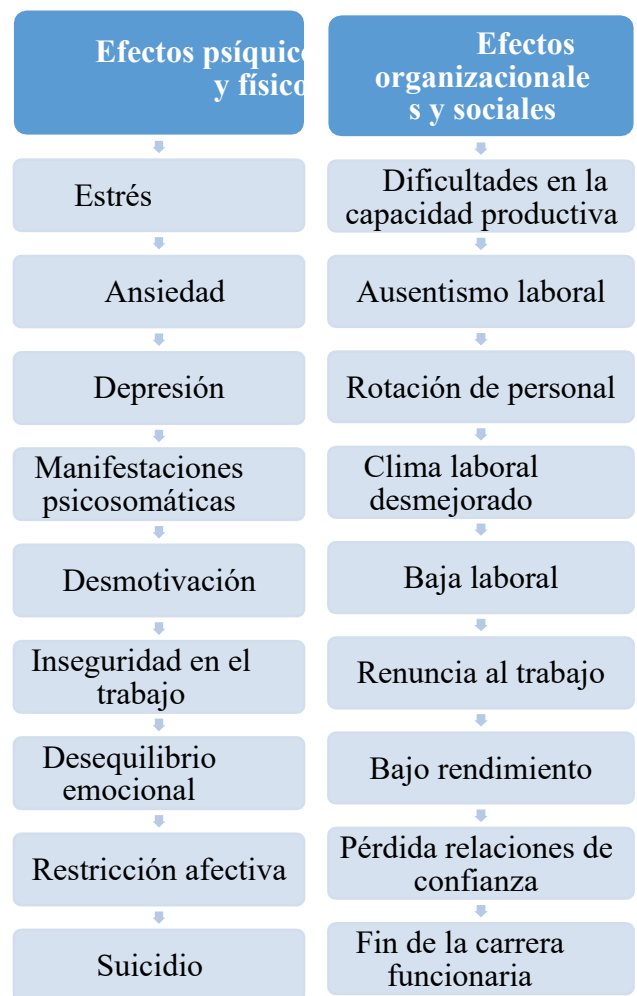 Efectos psíquic
y físico
Estrés
Ansiedad
Depresión
Manifestaciones
psicosomáticas
Desmotivación
Inseguridad en el
trabajo
Desequilibrio
emocional
Restricción afectiva
Suicidio
Efectos
organizacionale
s y sociales
Dificultades en la
capacidad productiva
Ausentismo laboral
Rotación de personal
Clima laboral
desmejorado
Baja laboral
Renuncia al trabajo
Bajo rendimiento
Pérdida relaciones de
confianza
Fin de la carrera
funcionaria